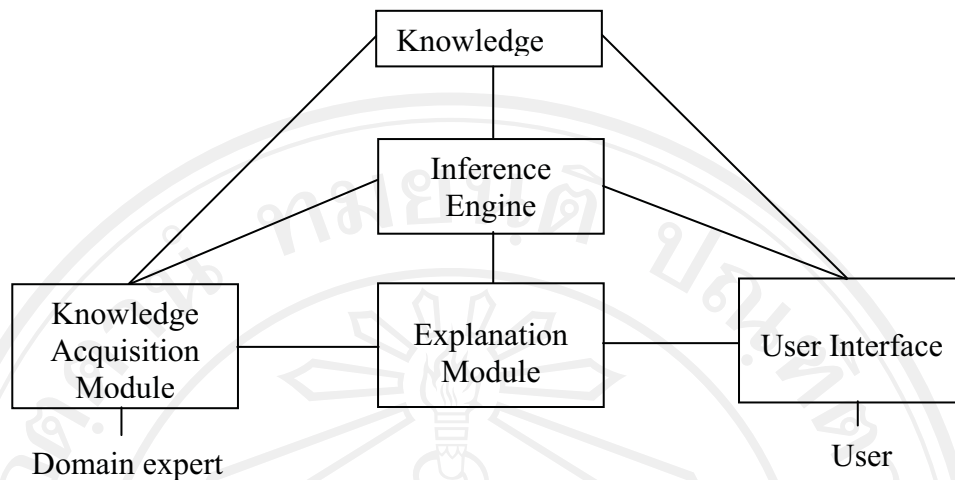 Knowledge
Inference
Engine
Knowledge
Acquisition
Module
Explanation
Module
User Interface
Domain expert
User